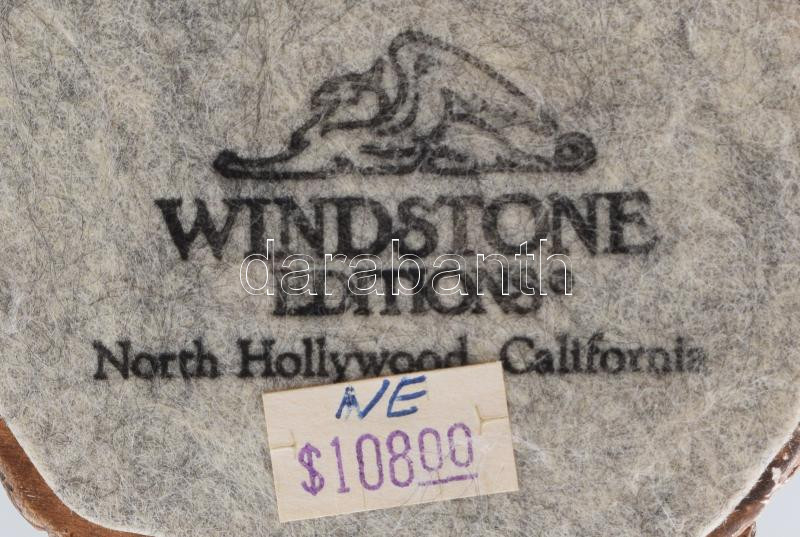 WINDSTONE
EDITIONS®
darabanth
North Hollywood, California
NE
$10800